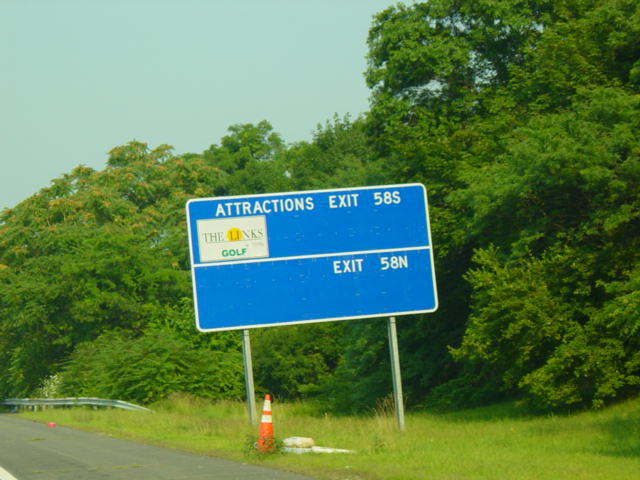 ATTRACTIONS EXIT 58S
THE LINKS
GOLF
EXIT 58N